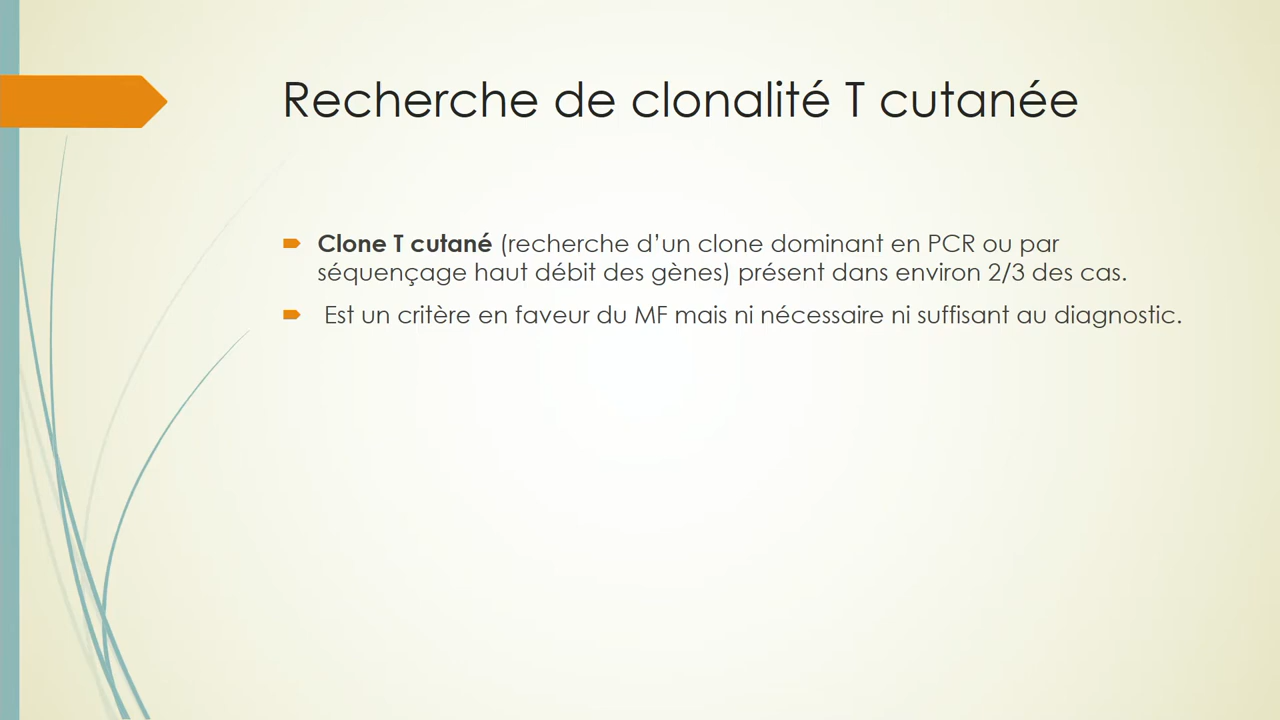 Recherche de clonalité T cutanée
Clone T cutané (recherche d’un clone dominant en PCR ou par
séquençage haut débit des gènes) présent dans environ 2/3 des cas.
Est un critère en faveur du MF mais ni nécessaire ni suffisant au diagnostic.